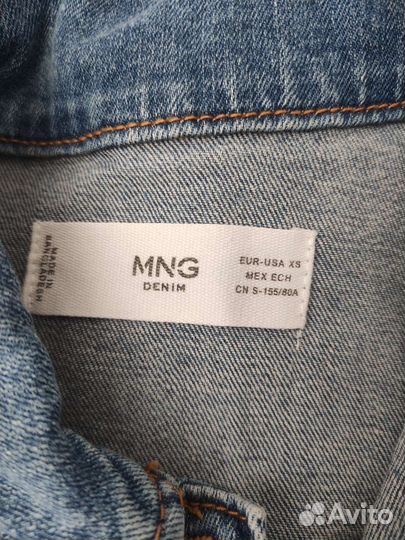 MADE IN
BANGLADESH
MNG
DENIM
EUR-USA XS
MEX ECH
CN S-155/80A
Avito